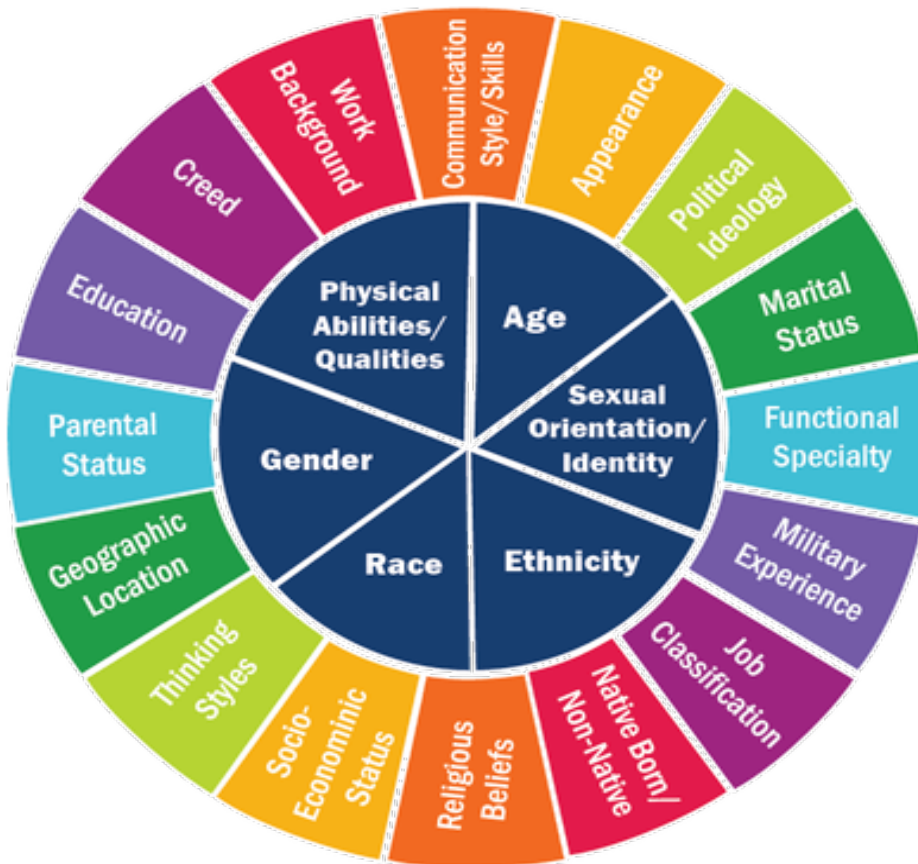 Communication
Style/Skills
Appearance
Political
Ideology
Marital
Status
Functional
Specialty
Military
Experience
Job
Classification
Native Born/
Non-Native
Religious
Beliefs
Socio-
Econominic
Status
Thinking
Styles
Geographic
Location
Parental
Status
Education
Creed
Work
Background
Physical
Abilities/
Qualities
Age
Sexual
Orientation/
Identity
Ethnicity
Race
Gender